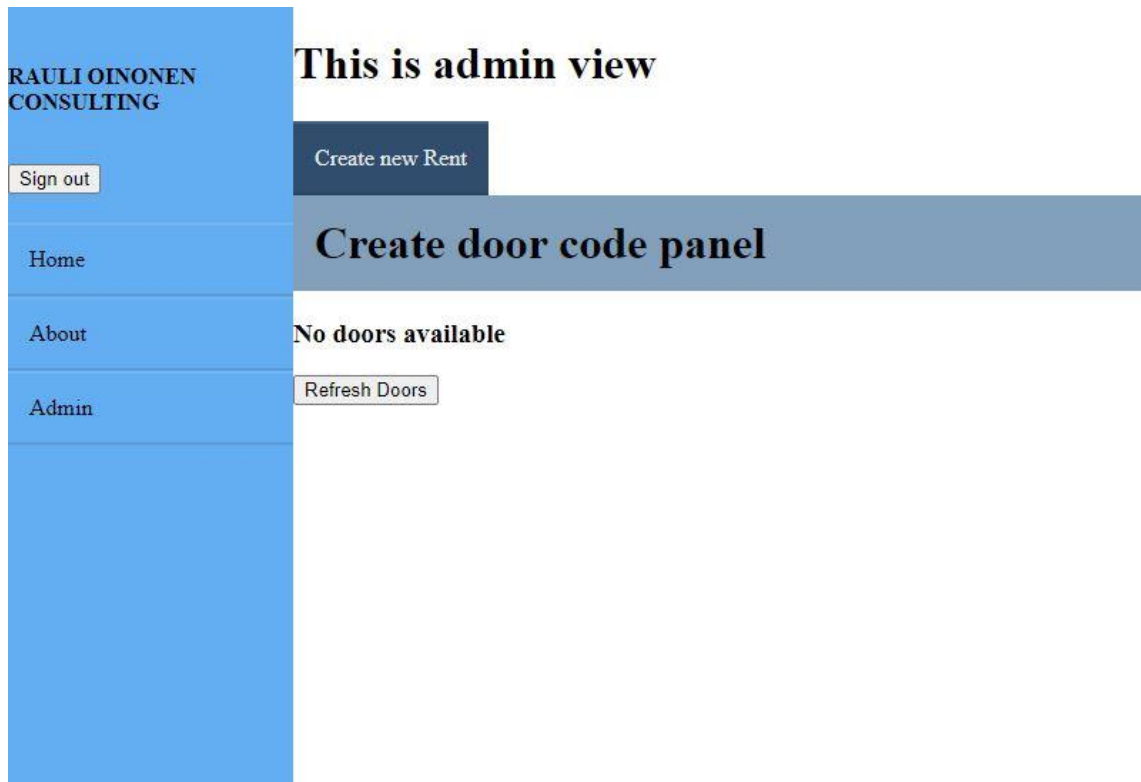 RAULI OINONEN
CONSULTING
Sign out
Home
About
Admin
This is admin view
Create new Rent
Create door code panel
No doors available
Refresh Doors